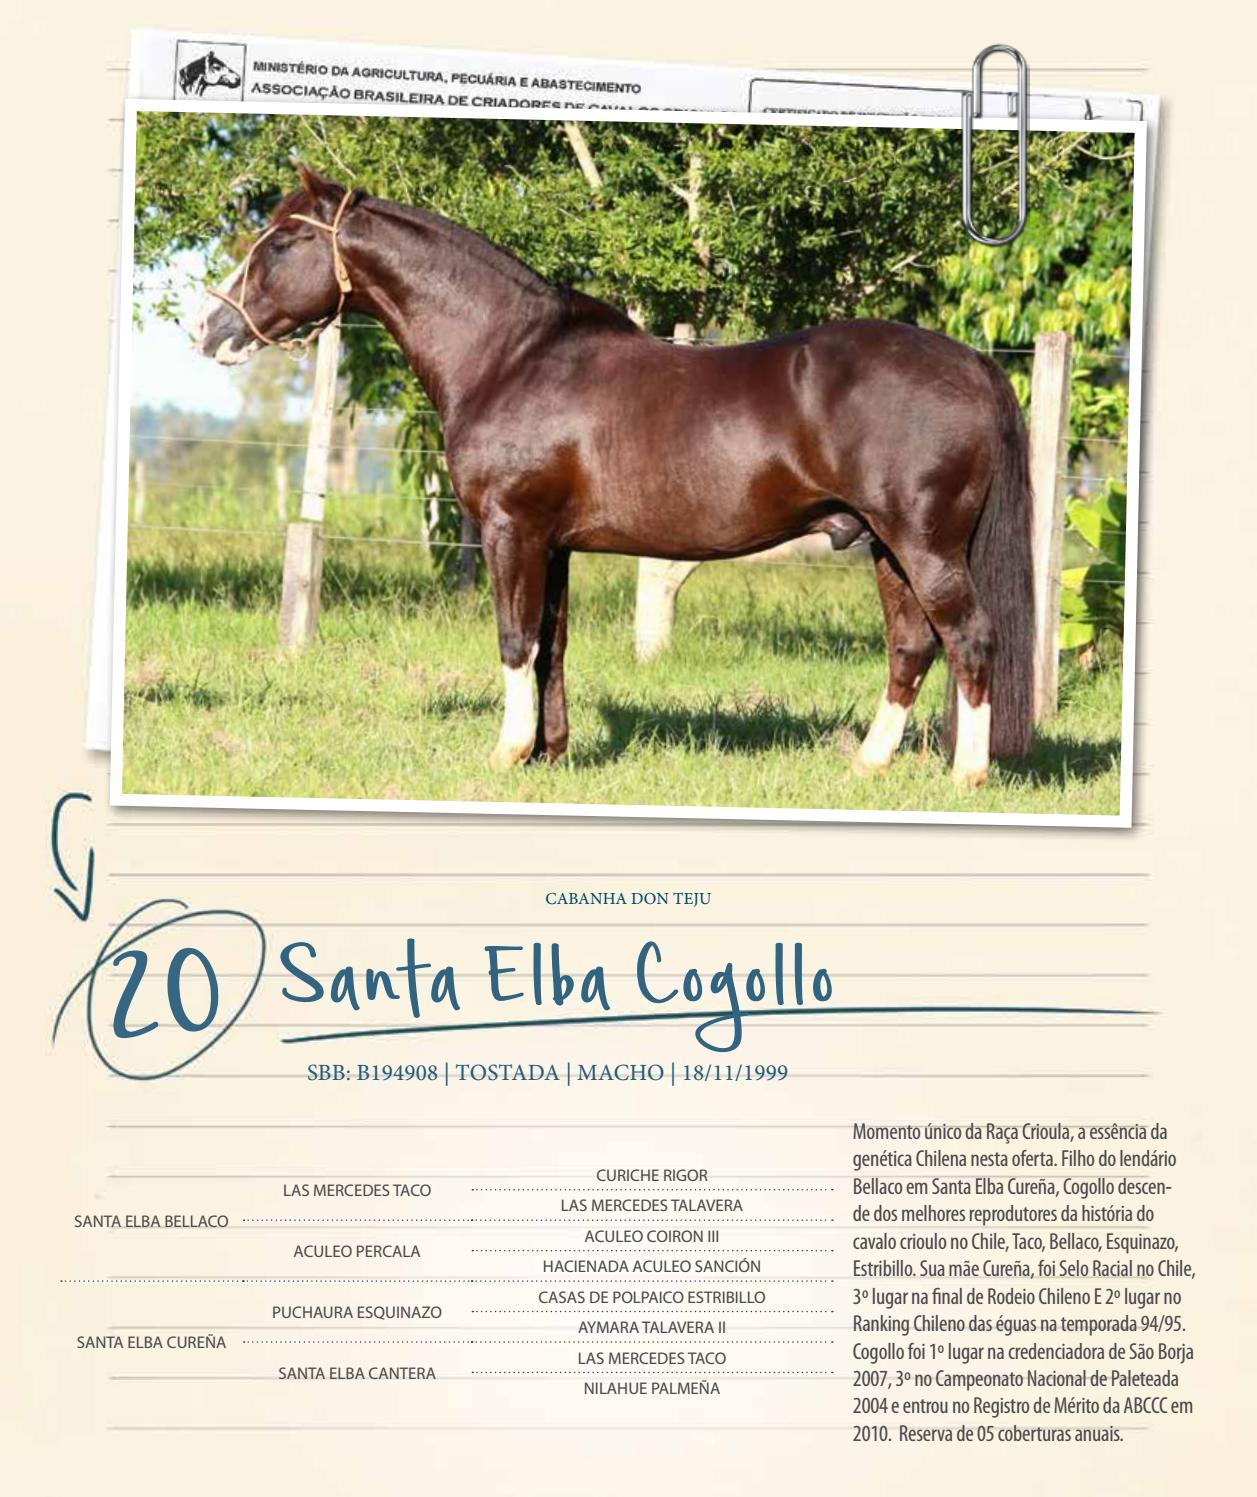 MINISTÉRIO DA AGRICULTURA, PECUÁRIA E ABASTECIMENTO
ASSOCIAÇÃO BRASILEIRA DE CRIADORES DE
CABANHA DON TEJU
20 Santa Elba Cogollo
SBB: B194908 | TOSTADA | MACHO | 18/11/1999
CURICHE RIGOR
LAS MERCEDES TACO
LAS MERCEDES TALAVERA
SANTA ELBA BELLACO
ACULEO COIRON III
ACULEO PERCALA
HACIENADA ACULEO SANCIÓN
CASAS DE POLPAICO ESTRIBILLO
PUCHAURA ESQUINAZO
AYMARA TALAVERA II
SANTA ELBA CUREÑA
LAS MERCEDES TACO
SANTA ELBA CANTERA
NILAHUE PALMEÑA
Momento único da Raça Crioula, a essência da
genética Chilena nesta oferta. Filho do lendário
Bellaco em Santa Elba Cureña, Cogollo descen-
de dos melhores reprodutores da história do
cavalo crioulo no Chile, Taco, Bellaco, Esquinazo,
Estribillo. Sua mãe Cureña, foi Selo Racial no Chile,
3º lugar na final de Rodeio Chileno E 2º lugar no
Ranking Chileno das éguas na temporada 94/95.
Cogollo foi 1º lugar na credenciadora de São Borja
2007, 3º no Campeonato Nacional de Paleteada
2004 e entrou no Registro de Mérito da ABCCC em
2010. Reserva de 05 coberturas anuais.